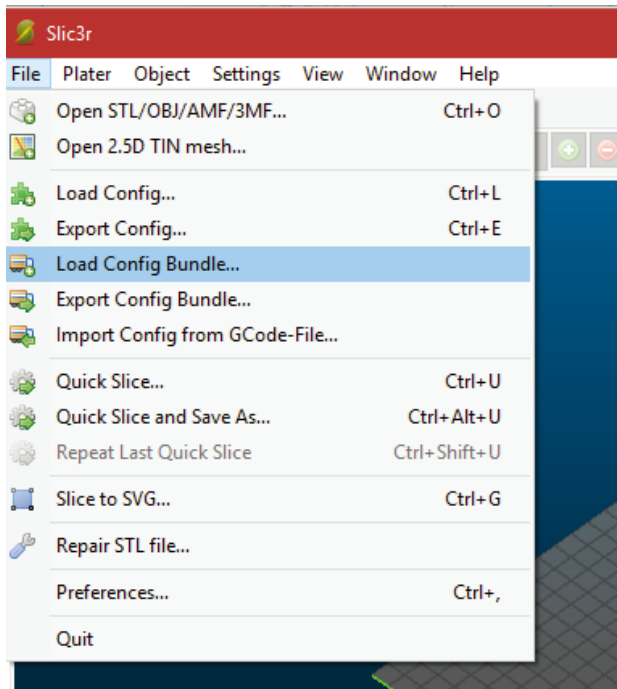 Slic3r
File Plater Object Settings View Window Help
Open STL/OBJ/AMF/3MF... Ctrl+O
Open 2.5D TIN mesh...
Load Config... Ctrl+L
Export Config... Ctrl+E
Load Config Bundle...
Export Config Bundle...
Import Config from GCode-File...
Quick Slice... Ctrl+U
Quick Slice and Save As... Ctrl+Alt+U
Repeat Last Quick Slice Ctrl+Shift+U
Slice to SVG... Ctrl+G
Repair STL file...
Preferences... Ctrl+,
Quit